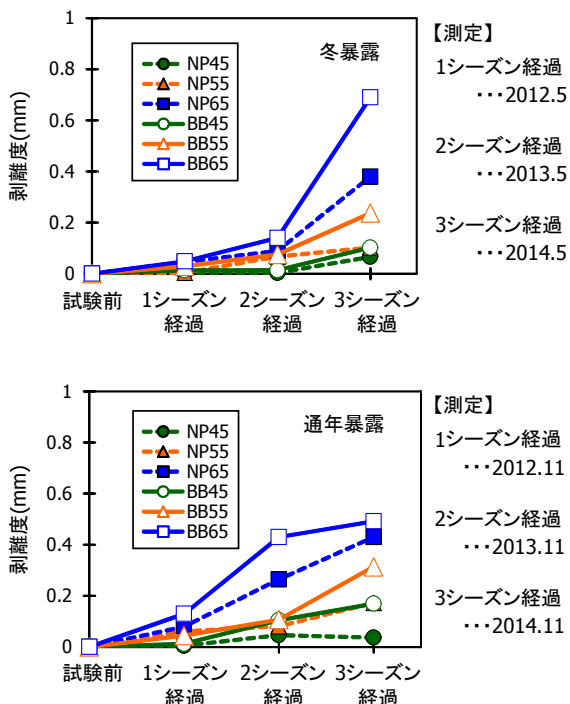 冬暴露
剥離度(mm)
1
0.8
0.6
0.4
0.2
0
NP45
NP55
NP65
BB45
BB55
BB65
試験前
1シーズン
経過
2シーズン
経過
3シーズン
経過
【測定】
1シーズン経過
･･･2012.5
2シーズン経過
･･･2013.5
3シーズン経過
･･･2014.5
通年暴露
剥離度(mm)
1
0.8
0.6
0.4
0.2
0
NP45
NP55
NP65
BB45
BB55
BB65
試験前
1シーズン
経過
2シーズン
経過
3シーズン
経過
【測定】
1シーズン経過
･･･2012.11
2シーズン経過
･･･2013.11
3シーズン経過
･･･2014.11